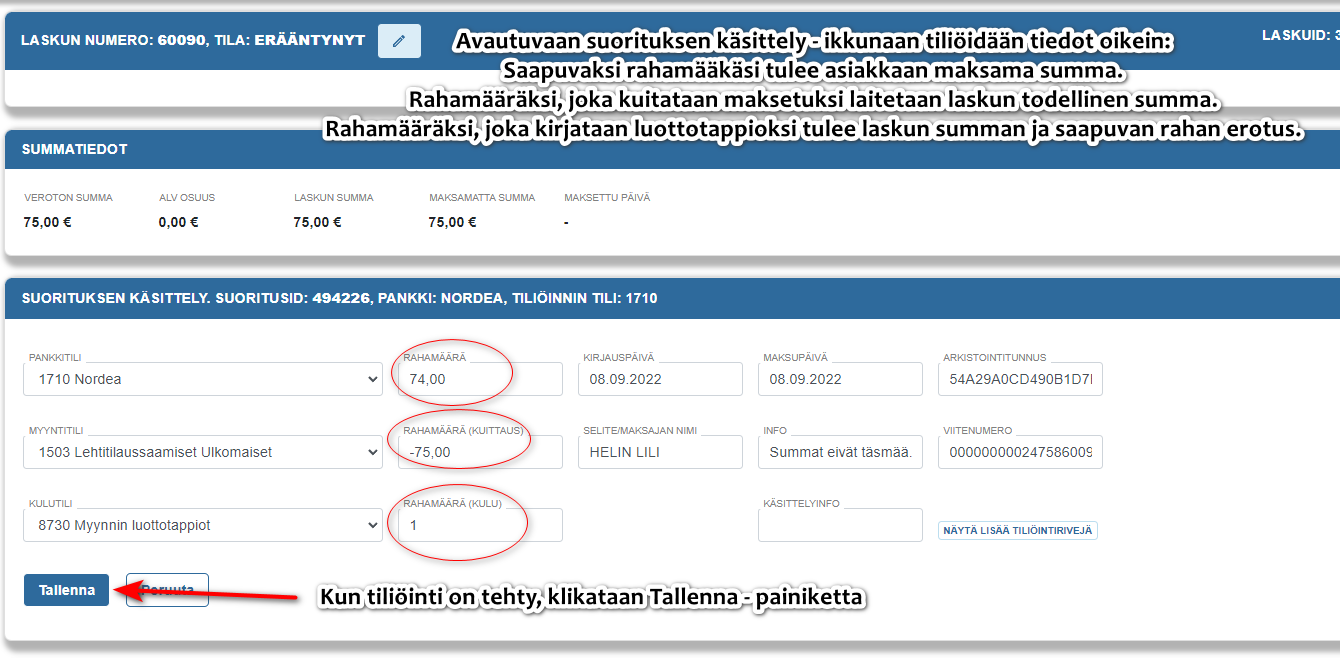 LASKUN NUMERO: 60090, TILA: ERÄÄNTYNYT
LASKUID: 3
Avautuvaan suorituksen käsittely - ikkunaan tiliöidään tiedot oikein:
Saapuvaksi rahamääkäsi tulee asiakkaan maksama summa.
Rahamääräksi, joka kuitataan maksetuksi laitetaan laskun todellinen summa.
Rahamääräksi, joka kirjataan luottotappioksi tulee laskun summan ja saapuvan rahan erotus.
SUMMATIEDOT
VEROTON SUMMA ALV OSUUS LASKUN SUMMA MAKSAMATTA SUMMA MAKSETTU PÄIVÄ
75,00 € 0,00 € 75,00 € 75,00 € -
SUORITUKSEN KÄSITTELY. SUORITUSID: 494226, PANKKI: NORDEA, TILIÖINNIN TILI: 1710
PANKKITILI RAHAMÄÄRÄ KIRJAUSPÄIVÄ MAKSUPÄIVÄ ARKISTOINTITUNNUS
1710 Nordea 74,00 08.09.2022 08.09.2022 54A29A0CD490B1D7
MYYNTITILI RAHAMÄÄRÄ (KUITTAUS) SELITE/MAKSAJAN NIMI INFO VIITENUMERO
1503 Lehtitilaussaamiset Ulkomaiset -75,00 HELIN LILI Summat eivät täsmää. 000000000247586009
KULUTILI RAHAMÄÄRÄ (KULU) KÄSITTELYINFO
8730 Myynnin luottotappiot 1 NÄYTÄ LISÄÄ TILIÖINTIRIVEJÄ
Tallenna Peruuta Kun tiliöinti on tehty, klikataan Tallenna - painiketta